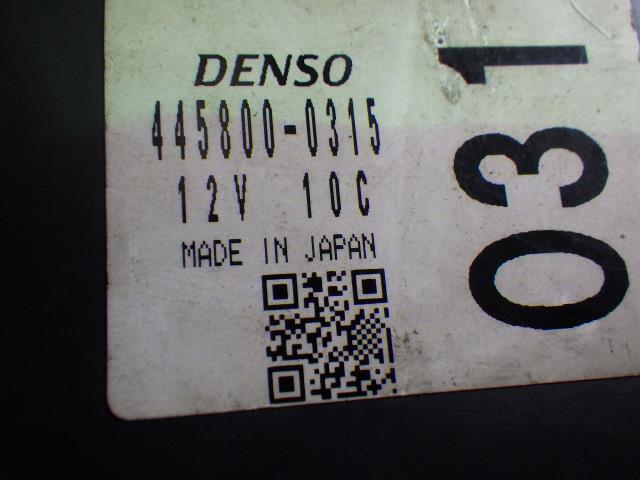 DENSO
445800-0315
12V 10C
MADE IN JAPAN
031